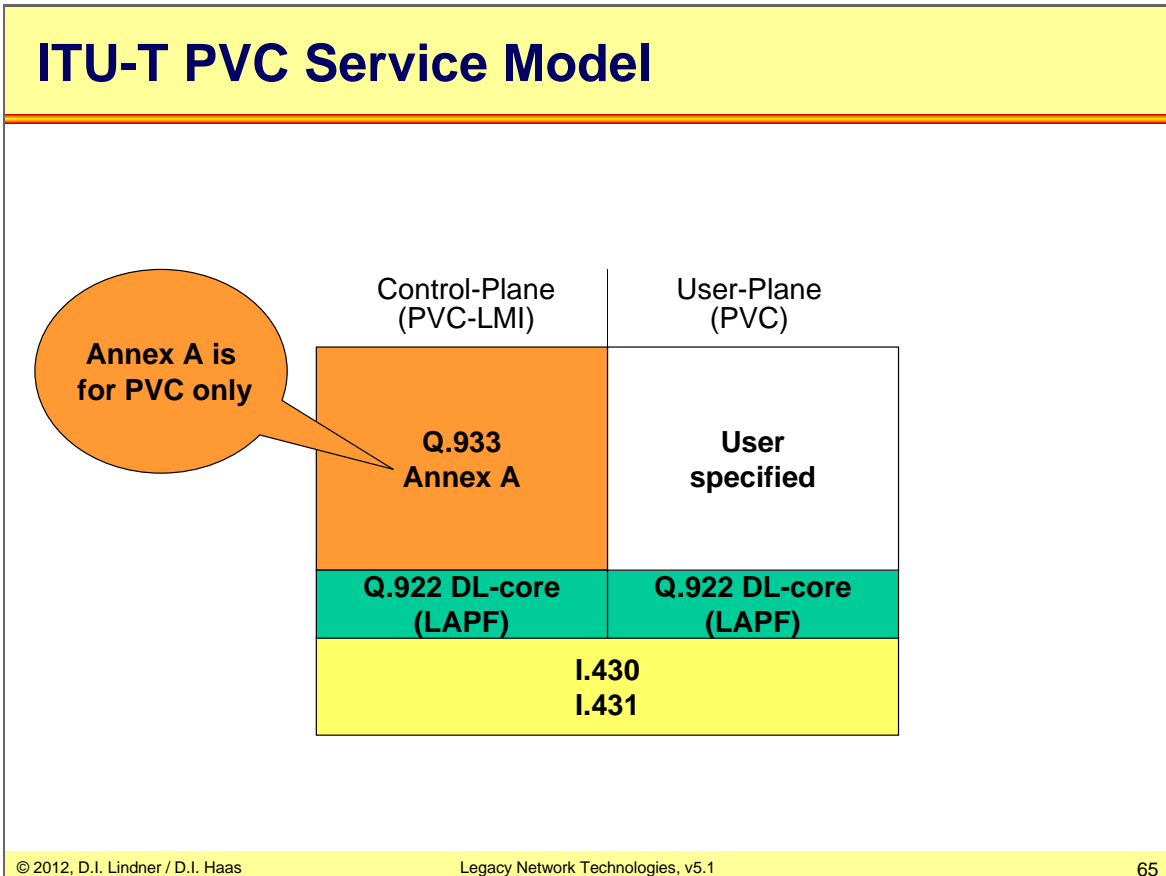 ITU-T PVC Service Model
Control-Plane
(PVC-LMI)
User-Plane
(PVC)
Annex A is
for PVC only
Q.933
Annex A
User
specified
Q.922 DL-core
(LAPF)
Q.922 DL-core
(LAPF)
I.430
I.431
© 2012, D.I. Lindner / D.I. Haas
Legacy Network Technologies, v5.1
65